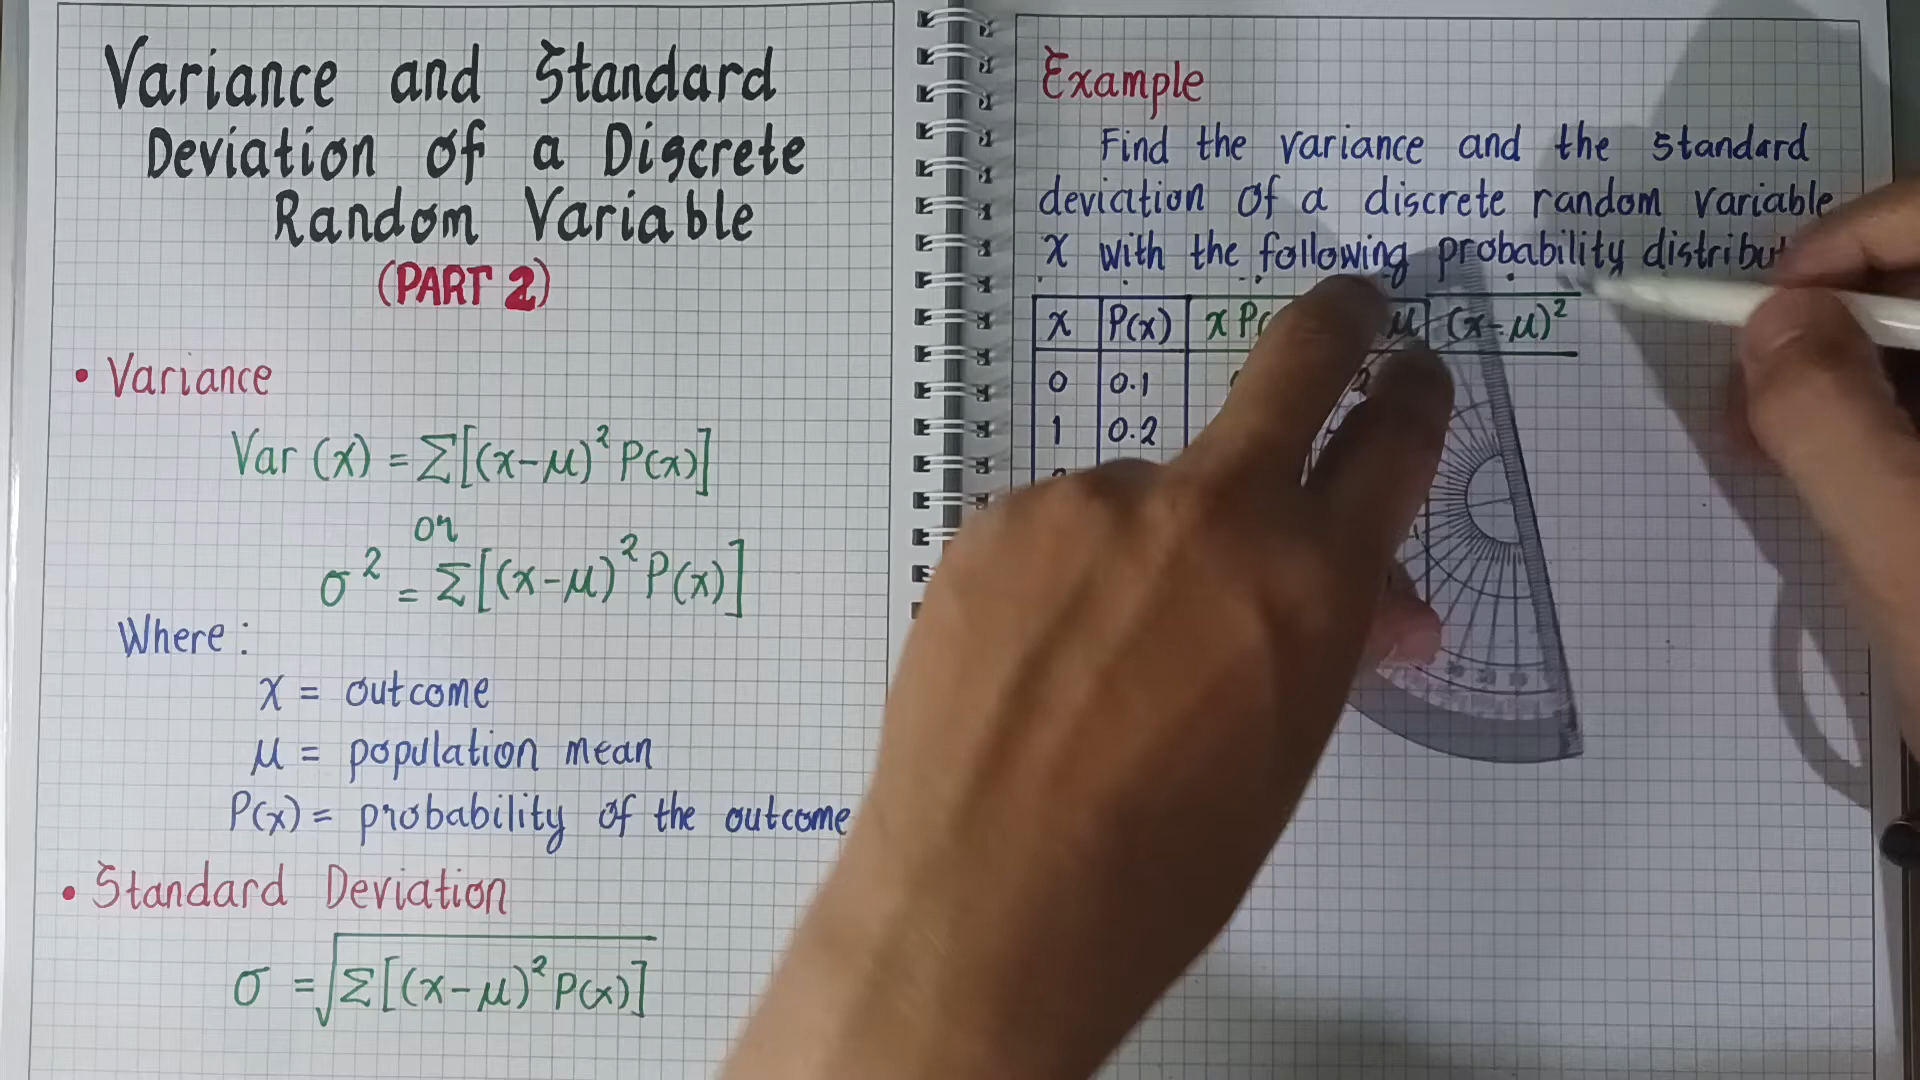 Variance and Standard
Deviation of a Discrete
Random Variable
(PART 2)
• Variance
Var (x) = Σ[(x-μ)² P(x)]
or
σ² = Σ[(x-μ)² P(x)]
Where:
x = outcome
μ = population mean
P(x) = probability of the outcome
• Standard Deviation
σ = √Σ[(x-μ)² P(x)]
Example
Find the variance and the standard
deviation of a discrete random variable
x with the following probability
x P(x) μ (x-μ)²
0 0.1
1 0.2